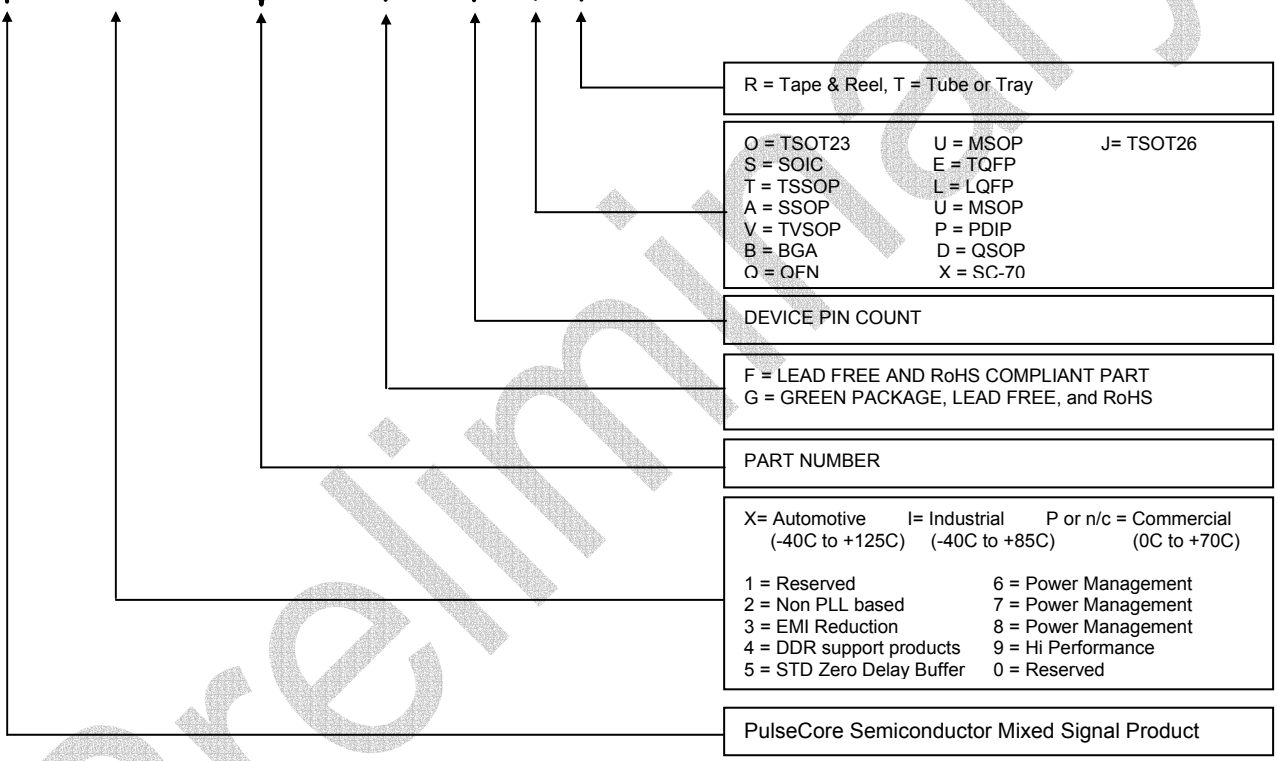 R = Tape & Reel, T = Tube or Tray
O = TSOT23 U = MSOP J= TSOT26
S = SOIC E = TQFP
T = TSSOP L = LQFP
A = SSOP U = MSOP
V = TVSOP P = PDIP
B = BGA D = QSOP
Q = QFN X = SC-70
DEVICE PIN COUNT
F = LEAD FREE AND RoHS COMPLIANT PART
G = GREEN PACKAGE, LEAD FREE, and RoHS
PART NUMBER
X= Automotive I= Industrial P or n/c = Commercial
(-40C to +125C) (-40C to +85C) (0C to +70C)
1 = Reserved 6 = Power Management
2 = Non PLL based 7 = Power Management
3 = EMI Reduction 8 = Power Management
4 = DDR support products 9 = Hi Performance
5 = STD Zero Delay Buffer 0 = Reserved
PulseCore Semiconductor Mixed Signal Product